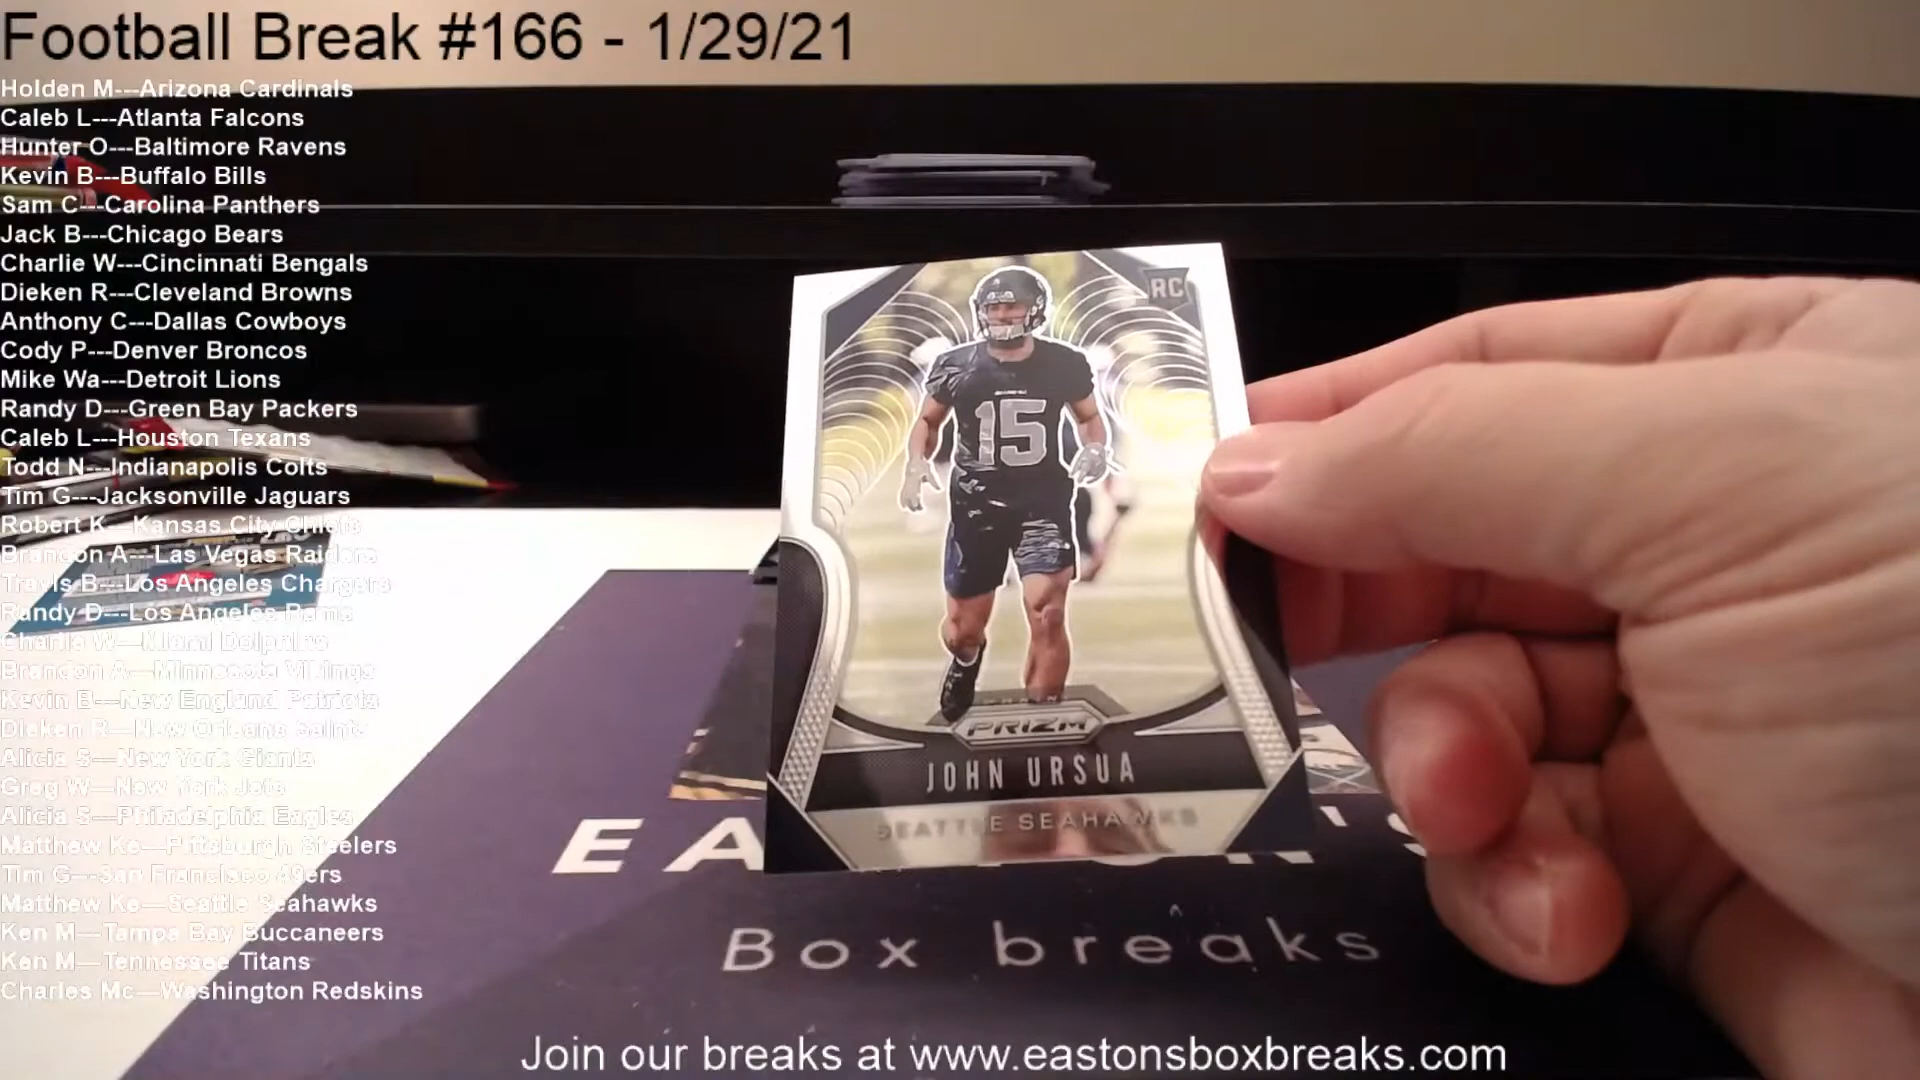 Football Break #166 - 1/29/21
Holden M---Arizona Cardinals
Caleb L---Atlanta Falcons
Hunter O---Baltimore Ravens
Kevin B---Buffalo Bills
Sam C---Carolina Panthers
Jack B---Chicago Bears
Charlie W---Cincinnati Bengals
Dieken R---Cleveland Browns
Anthony C---Dallas Cowboys
Cody P---Denver Broncos
Mike Wa---Detroit Lions
Randy D---Green Bay Packers
Caleb L---Houston Texans
Todd N---Indianapolis Colts
Tim G---Jacksonville Jaguars
Robert K---Kansas City Chiefs
Brandon A---Las Vegas Raiders
Travis B---Los Angeles Chargers
Randy D---Los Angeles Rams
Charlie W---Miami Dolphins
Brandon A---Minnesota Vikings
Kevin B---New England Patriots
Dieken R---New Orleans Saints
Alicia S---New York Giants
Greg W---New York Jets
Alicia S---Philadelphia Eagles
Matthew Ke---Pittsburgh Steelers
Tim G---San Francisco 49ers
Matthew Ke---Seattle Seahawks
Ken M---Tampa Bay Buccaneers
Ken M---Tennessee Titans
Charles Mc---Washington Redskins
RC
15
PRIZM
JOHN URSUA
SEATTLE SEAHAWKS
Box breaks
Join our breaks at www.eastonsboxbreaks.com